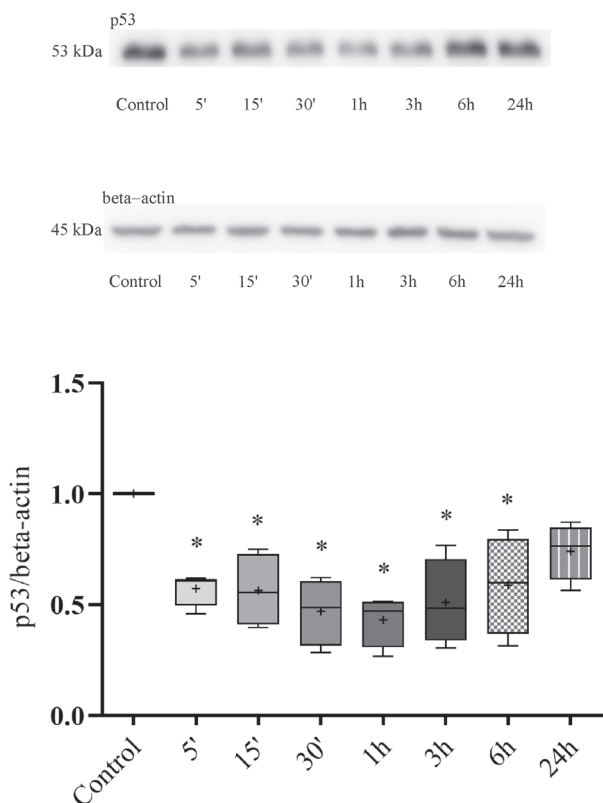 p53
53 kDa
Control 5' 15' 30' 1h 3h 6h 24h
beta–actin
45 kDa
Control 5' 15' 30' 1h 3h 6h 24h
p53/beta-actin
1.5
1.0
0.5
0.0
* * * * * *
Control 5' 15' 30' 1h 3h 6h 24h